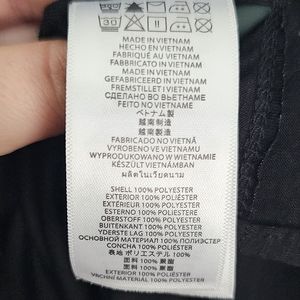 30
MADE IN VIETNAM
HECHO EN VIETNAM
FABRIQUÉ AU VIETNAM
FABBRICATO IN VIETNAM
HERGESTELLT IN VIETNAM
GEFABRICEERD IN VIETNAM
FREMSTILLET I VIETNAM
СДЕЛАНО ВО ВЬЕТНАМЕ
FEITO NO VIETNAME
ベトナム製
越南制造
越南製造
FABRICADO NO VIETNÃ
VYROBENO VE VIETNAMU
WYPRODUKOWANO W WIETNAMIE
KÉSZÜLT VIETNÁMBAN
ผลิตในเวียดนาม
SHELL 100% POLYESTER
EXTERIOR 100% POLIÉSTER
EXTÉRIEUR 100% POLYESTER
ESTERNO 100% POLIESTERE
OBERSTOFF 100% POLYESTER
BUITENKANT 100% POLYESTER
YDERSTE LAG 100% POLYESTER
ОСНОВНОЙ МАТЕРИАЛ 100% ПОЛИЭСТЕР
CONCHA 100% POLIÉSTER
表地 ポリエステル 100%
面料 100% 聚酯
面料 100% 聚酯
EXTERIOR 100% POLIÉSTER
VRCHNÍ MATERIÁL 100% POLYESTER